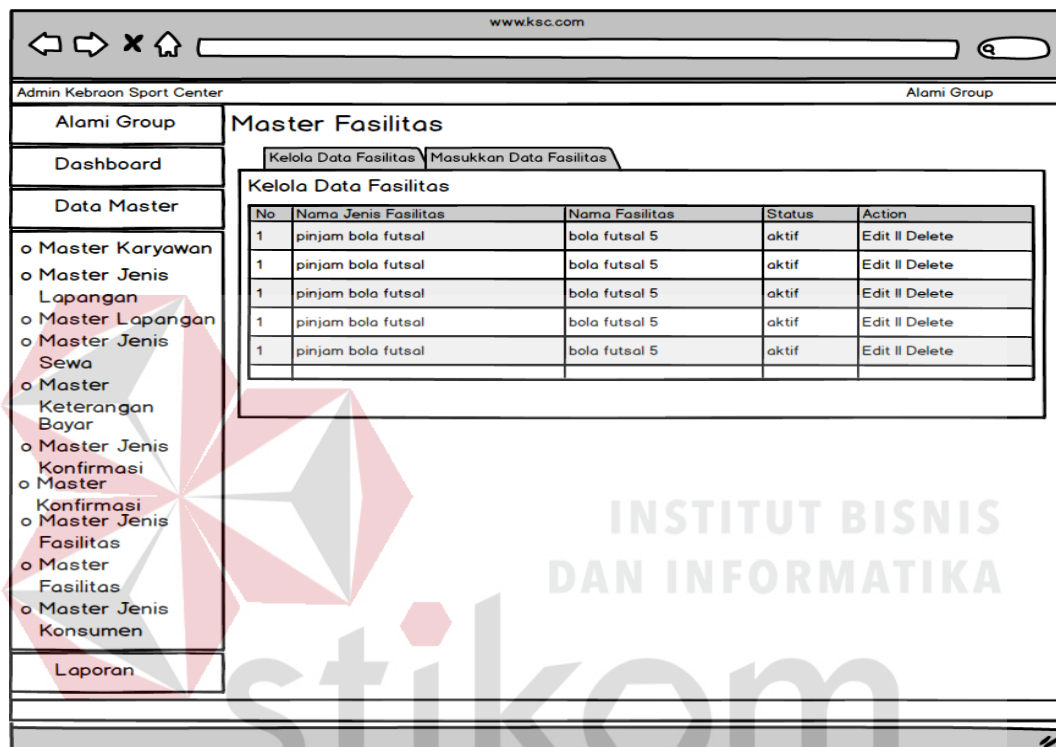 www.ksc.com
Admin Kebraon Sport Center
Alami Group
Alami Group
Dashboard
Data Master
o Master Karyawan
o Master Jenis
Lapangan
o Master Lapangan
o Master Jenis
Sewa
o Master
Keterangan
Bayar
o Master Jenis
Konfirmasi
o Master
Konfirmasi
o Master Jenis
Fasilitas
o Master
Fasilitas
o Master Jenis
Konsumen
Laporan
Master Fasilitas
Kelola Data Fasilitas
Masukkan Data Fasilitas
Kelola Data Fasilitas
No Nama Jenis Fasilitas Nama Fasilitas Status Action
1 pinjam bola futsal bola futsal 5 aktif Edit II Delete
1 pinjam bola futsal bola futsal 5 aktif Edit II Delete
1 pinjam bola futsal bola futsal 5 aktif Edit II Delete
1 pinjam bola futsal bola futsal 5 aktif Edit II Delete
1 pinjam bola futsal bola futsal 5 aktif Edit II Delete
INSTITUT BISNIS
DAN INFORMATIKA
stikom